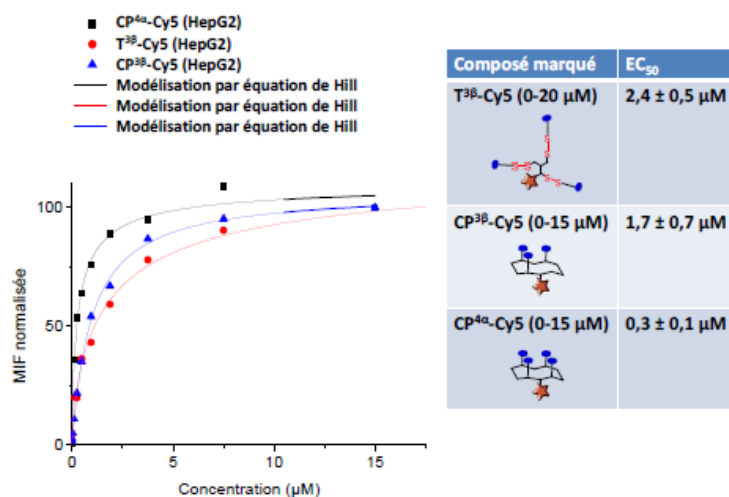 CP⁴ᵅ-Cy5 (HepG2)
T³ᵝ-Cy5 (HepG2)
CP³ᵝ-Cy5 (HepG2)
Modélisation par équation de Hill
Modélisation par équation de Hill
Modélisation par équation de Hill
MIF normalisée
100
50
0
0
5
10
15
Concentration (µM)
Composé marqué EC₅₀
T³ᵝ-Cy5 (0-20 µM) 2,4 ± 0,5 µM
S
S
S
S
S
S
CP³ᵝ-Cy5 (0-15 µM) 1,7 ± 0,7 µM
CP⁴ᵅ-Cy5 (0-15 µM) 0,3 ± 0,1 µM